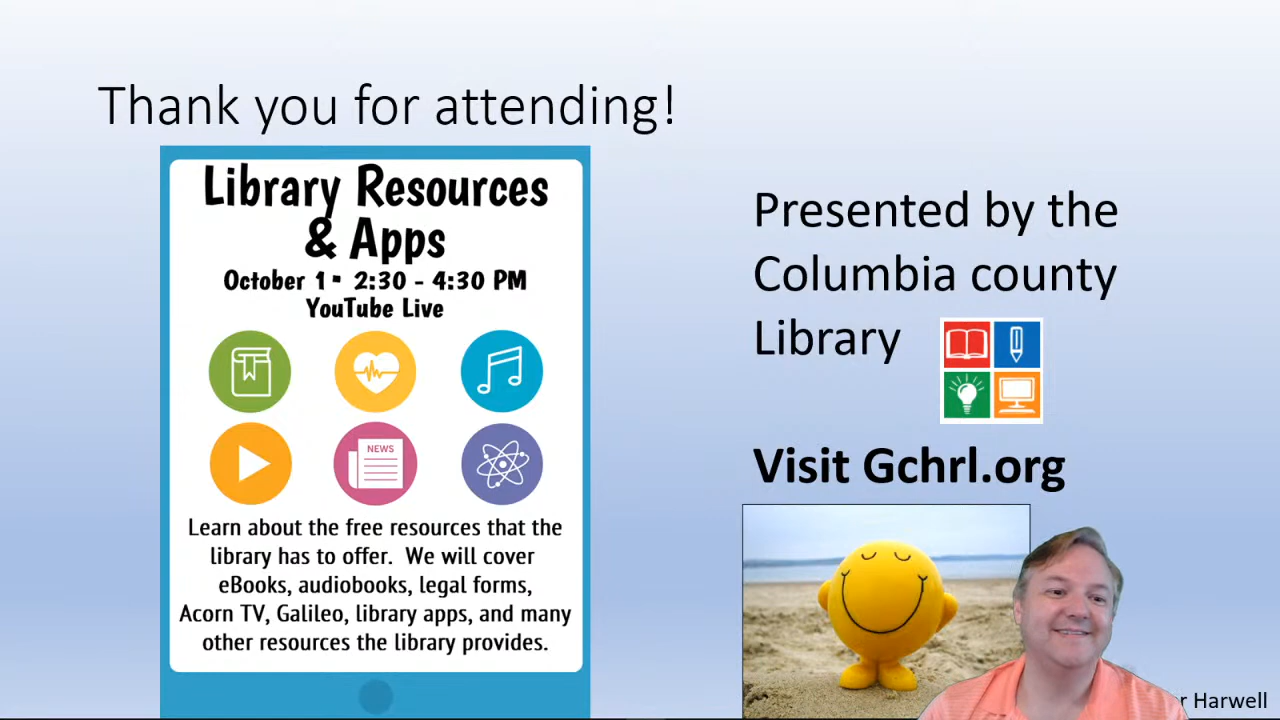 Thank you for attending!
Library Resources
& Apps
October 1 ▪ 2:30 - 4:30 PM
YouTube Live
NEWS
Learn about the free resources that the
library has to offer. We will cover
eBooks, audiobooks, legal forms,
Acorn TV, Galileo, library apps, and many
other resources the library provides.
Presented by the
Columbia county
Library
Visit Gchrl.org
Harwell